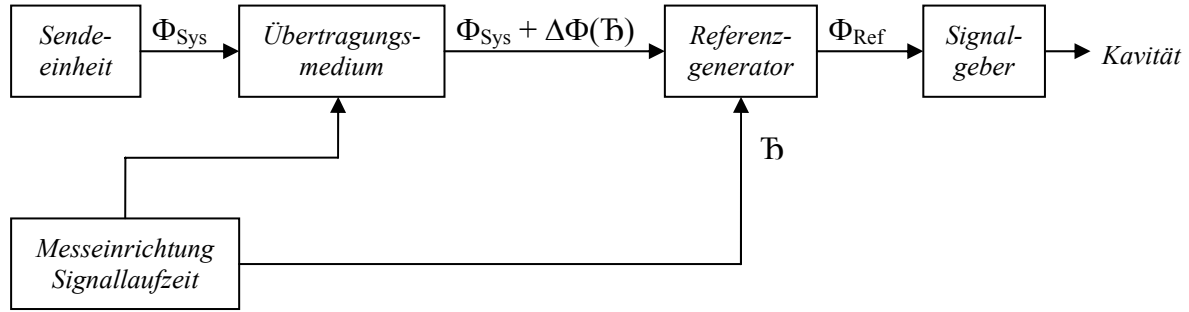 Sende-
einheit
Φ_Sys
Übertragungs-
medium
Φ_Sys + ΔΦ(Ћ)
Referenz-
generator
Φ_Ref
Signal-
geber
Kavität
Ћ
Messeinrichtung
Signallaufzeit